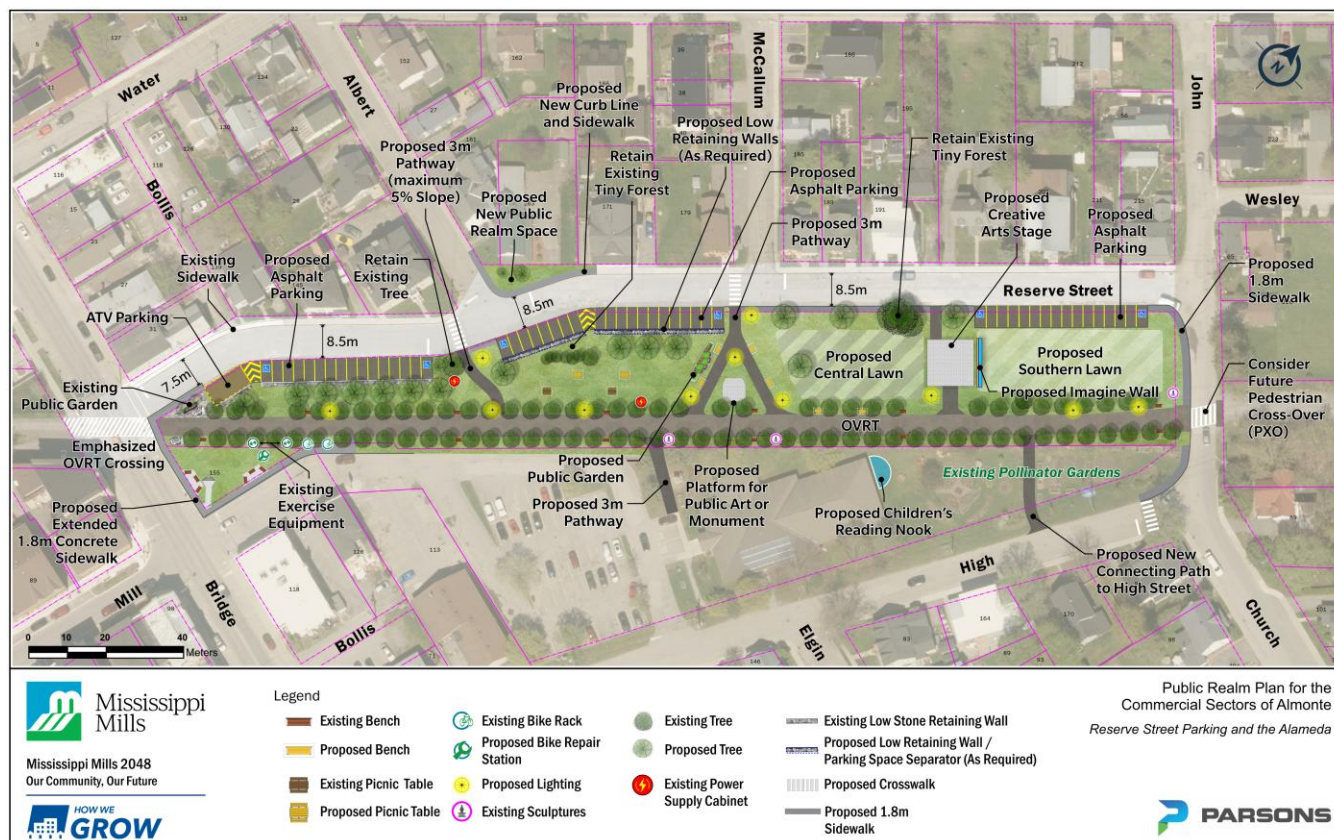 Water
Albert
McCallum
John
Bollis
Wesley
Proposed
New Curb Line
and Sidewalk
Proposed 3m
Pathway
(maximum
5% Slope)
Proposed
New Public
Realm Space
Retain
Existing
Tiny Forest
Proposed Low
Retaining Walls
(As Required)
Proposed
Asphalt Parking
Proposed 3m
Pathway
Retain Existing
Tiny Forest
Proposed
Creative
Arts Stage
Proposed
Asphalt
Parking
Existing
Sidewalk
Proposed
Asphalt
Parking
Retain
Existing
Tree
ATV Parking
8.5m
8.5m
8.5m
7.5m
Reserve Street
Proposed
1.8m
Sidewalk
Existing
Public Garden
Proposed
Central Lawn
Proposed
Southern Lawn
Proposed Imagine Wall
Consider
Future
Pedestrian
Cross-Over
(PXO)
OVRT
Emphasized
OVRT Crossing
Existing
Exercise
Equipment
Proposed
Public Garden
Proposed 3m
Pathway
Proposed
Platform for
Public Art or
Monument
Proposed Children's
Reading Nook
Existing Pollinator Gardens
Proposed
Extended
1.8m Concrete
Sidewalk
Proposed New
Connecting Path
to High Street
Mill
Bridge
Bollis
Elgin
High
Church
N
0 10 20 40
Meters
Mississippi
Mills
Mississippi Mills 2048
Our Community, Our Future
HOW WE
GROW
Legend
Existing Bench
Proposed Bench
Existing Picnic Table
Proposed Picnic Table
Existing Bike Rack
Proposed Bike Repair
Station
Proposed Lighting
Existing Sculptures
Existing Tree
Proposed Tree
Existing Power
Supply Cabinet
Existing Low Stone Retaining Wall
Proposed Low Retaining Wall /
Parking Space Separator (As Required)
Proposed Crosswalk
Proposed 1.8m
Sidewalk
Public Realm Plan for the
Commercial Sectors of Almonte
Reserve Street Parking and the Alameda
PARSONS